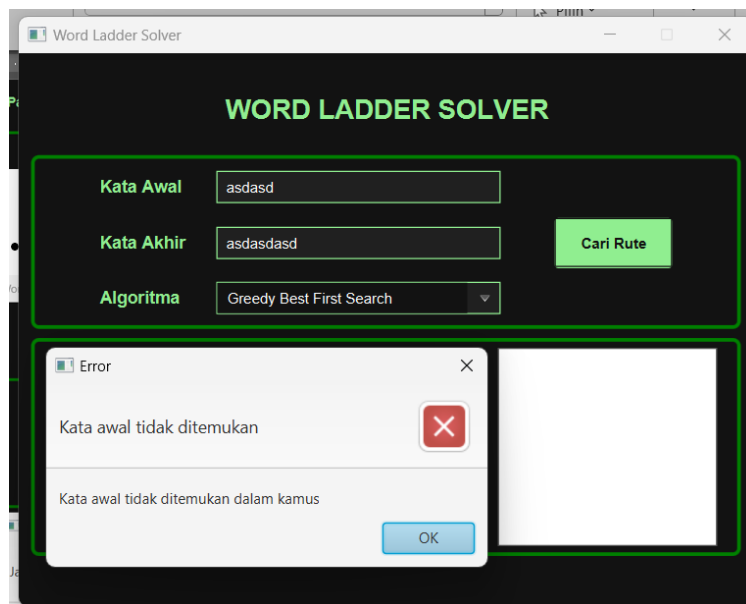 Pilih
Word Ladder Solver
WORD LADDER SOLVER
Kata Awal
asdasd
Kata Akhir
asdasdasd
Cari Rute
Algoritma
Greedy Best First Search
Error
Kata awal tidak ditemukan
Kata awal tidak ditemukan dalam kamus
OK